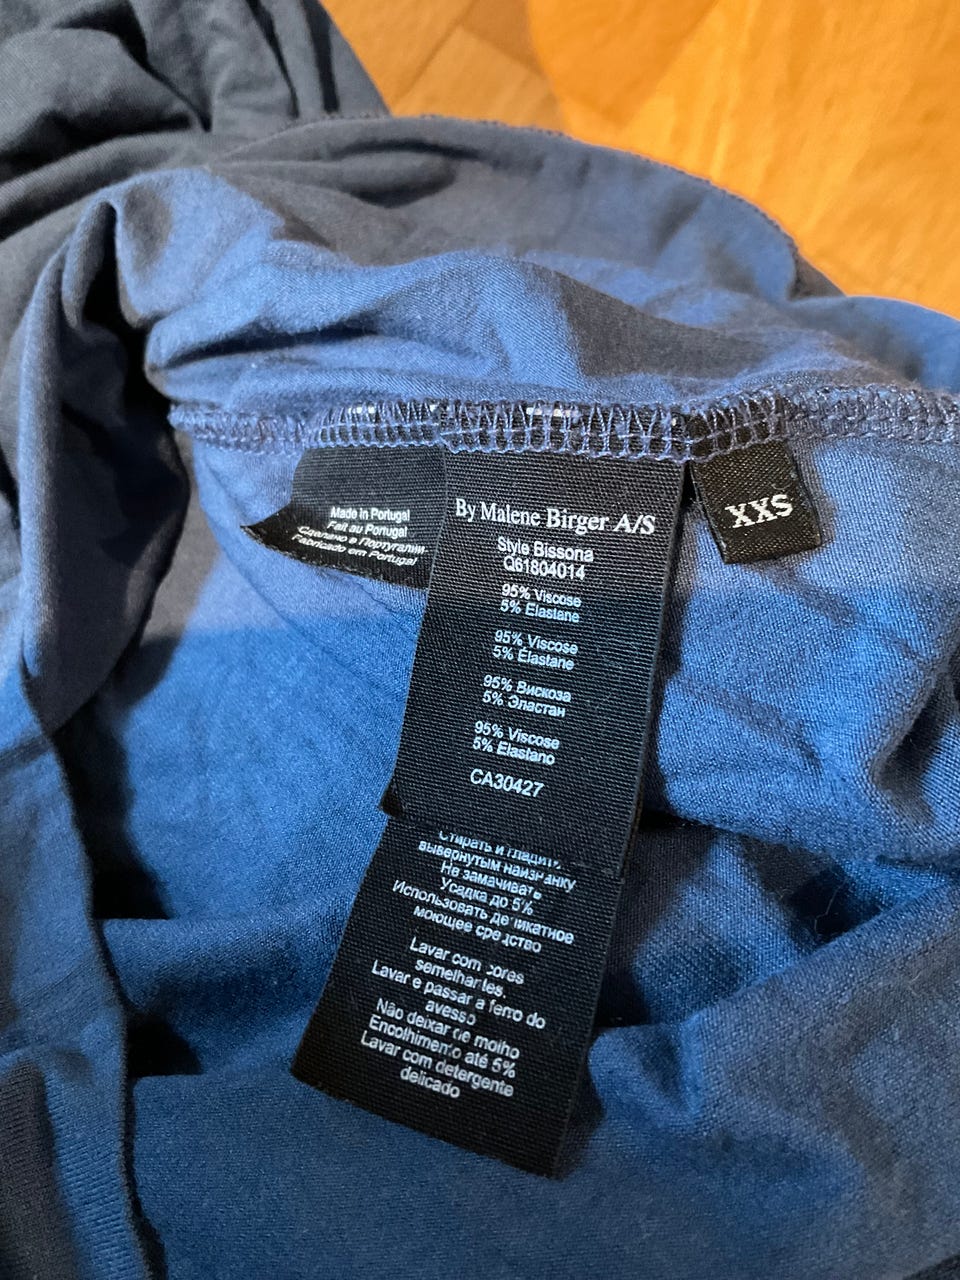 Made in Portugal
Fait au Portugal
Сделано в Португалии
Fabricado em Portugal
By Malene Birger A/S
Style Bissona
Q61804014
95% Viscose
5% Elastane
95% Viscose
5% Élastane
95% Вискоза
5% Эластан
95% Viscose
5% Elastano
CA30427
XXS
Стирать и гладить
вывернутым наизнанку
Не замачивать
Усадка до 5%
Использовать деликатное
моющее средство
Lavar com cores
semelhantes.
Lavar e passar a ferro do
avesso
Não deixar de molho
Encolhimento até 5%
Lavar com detergente
delicado